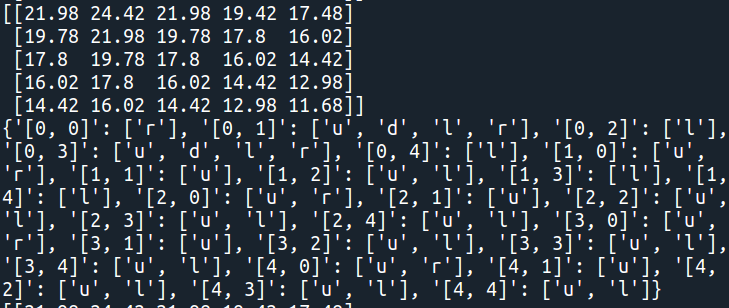 [[21.98 24.42 21.98 19.42 17.48]
 [19.78 21.98 19.78 17.8  16.02]
 [17.8  19.78 17.8  16.02 14.42]
 [16.02 17.8  16.02 14.42 12.98]
 [14.42 16.02 14.42 12.98 11.68]]
{'[0, 0]': ['r'], '[0, 1]': ['u', 'd', 'l', 'r'], '[0, 2]': ['l'],
'[0, 3]': ['u', 'd', 'l', 'r'], '[0, 4]': ['l'], '[1, 0]': ['u',
'r'], '[1, 1]': ['u'], '[1, 2]': ['u', 'l'], '[1, 3]': ['l'], '[1,
4]': ['l'], '[2, 0]': ['u', 'r'], '[2, 1]': ['u'], '[2, 2]': ['u',
'l'], '[2, 3]': ['u', 'l'], '[2, 4]': ['u', 'l'], '[3, 0]': ['u',
'r'], '[3, 1]': ['u'], '[3, 2]': ['u', 'l'], '[3, 3]': ['u', 'l'],
'[3, 4]': ['u', 'l'], '[4, 0]': ['u', 'r'], '[4, 1]': ['u'], '[4,
2]': ['u', 'l'], '[4, 3]': ['u', 'l'], '[4, 4]': ['u', 'l']}